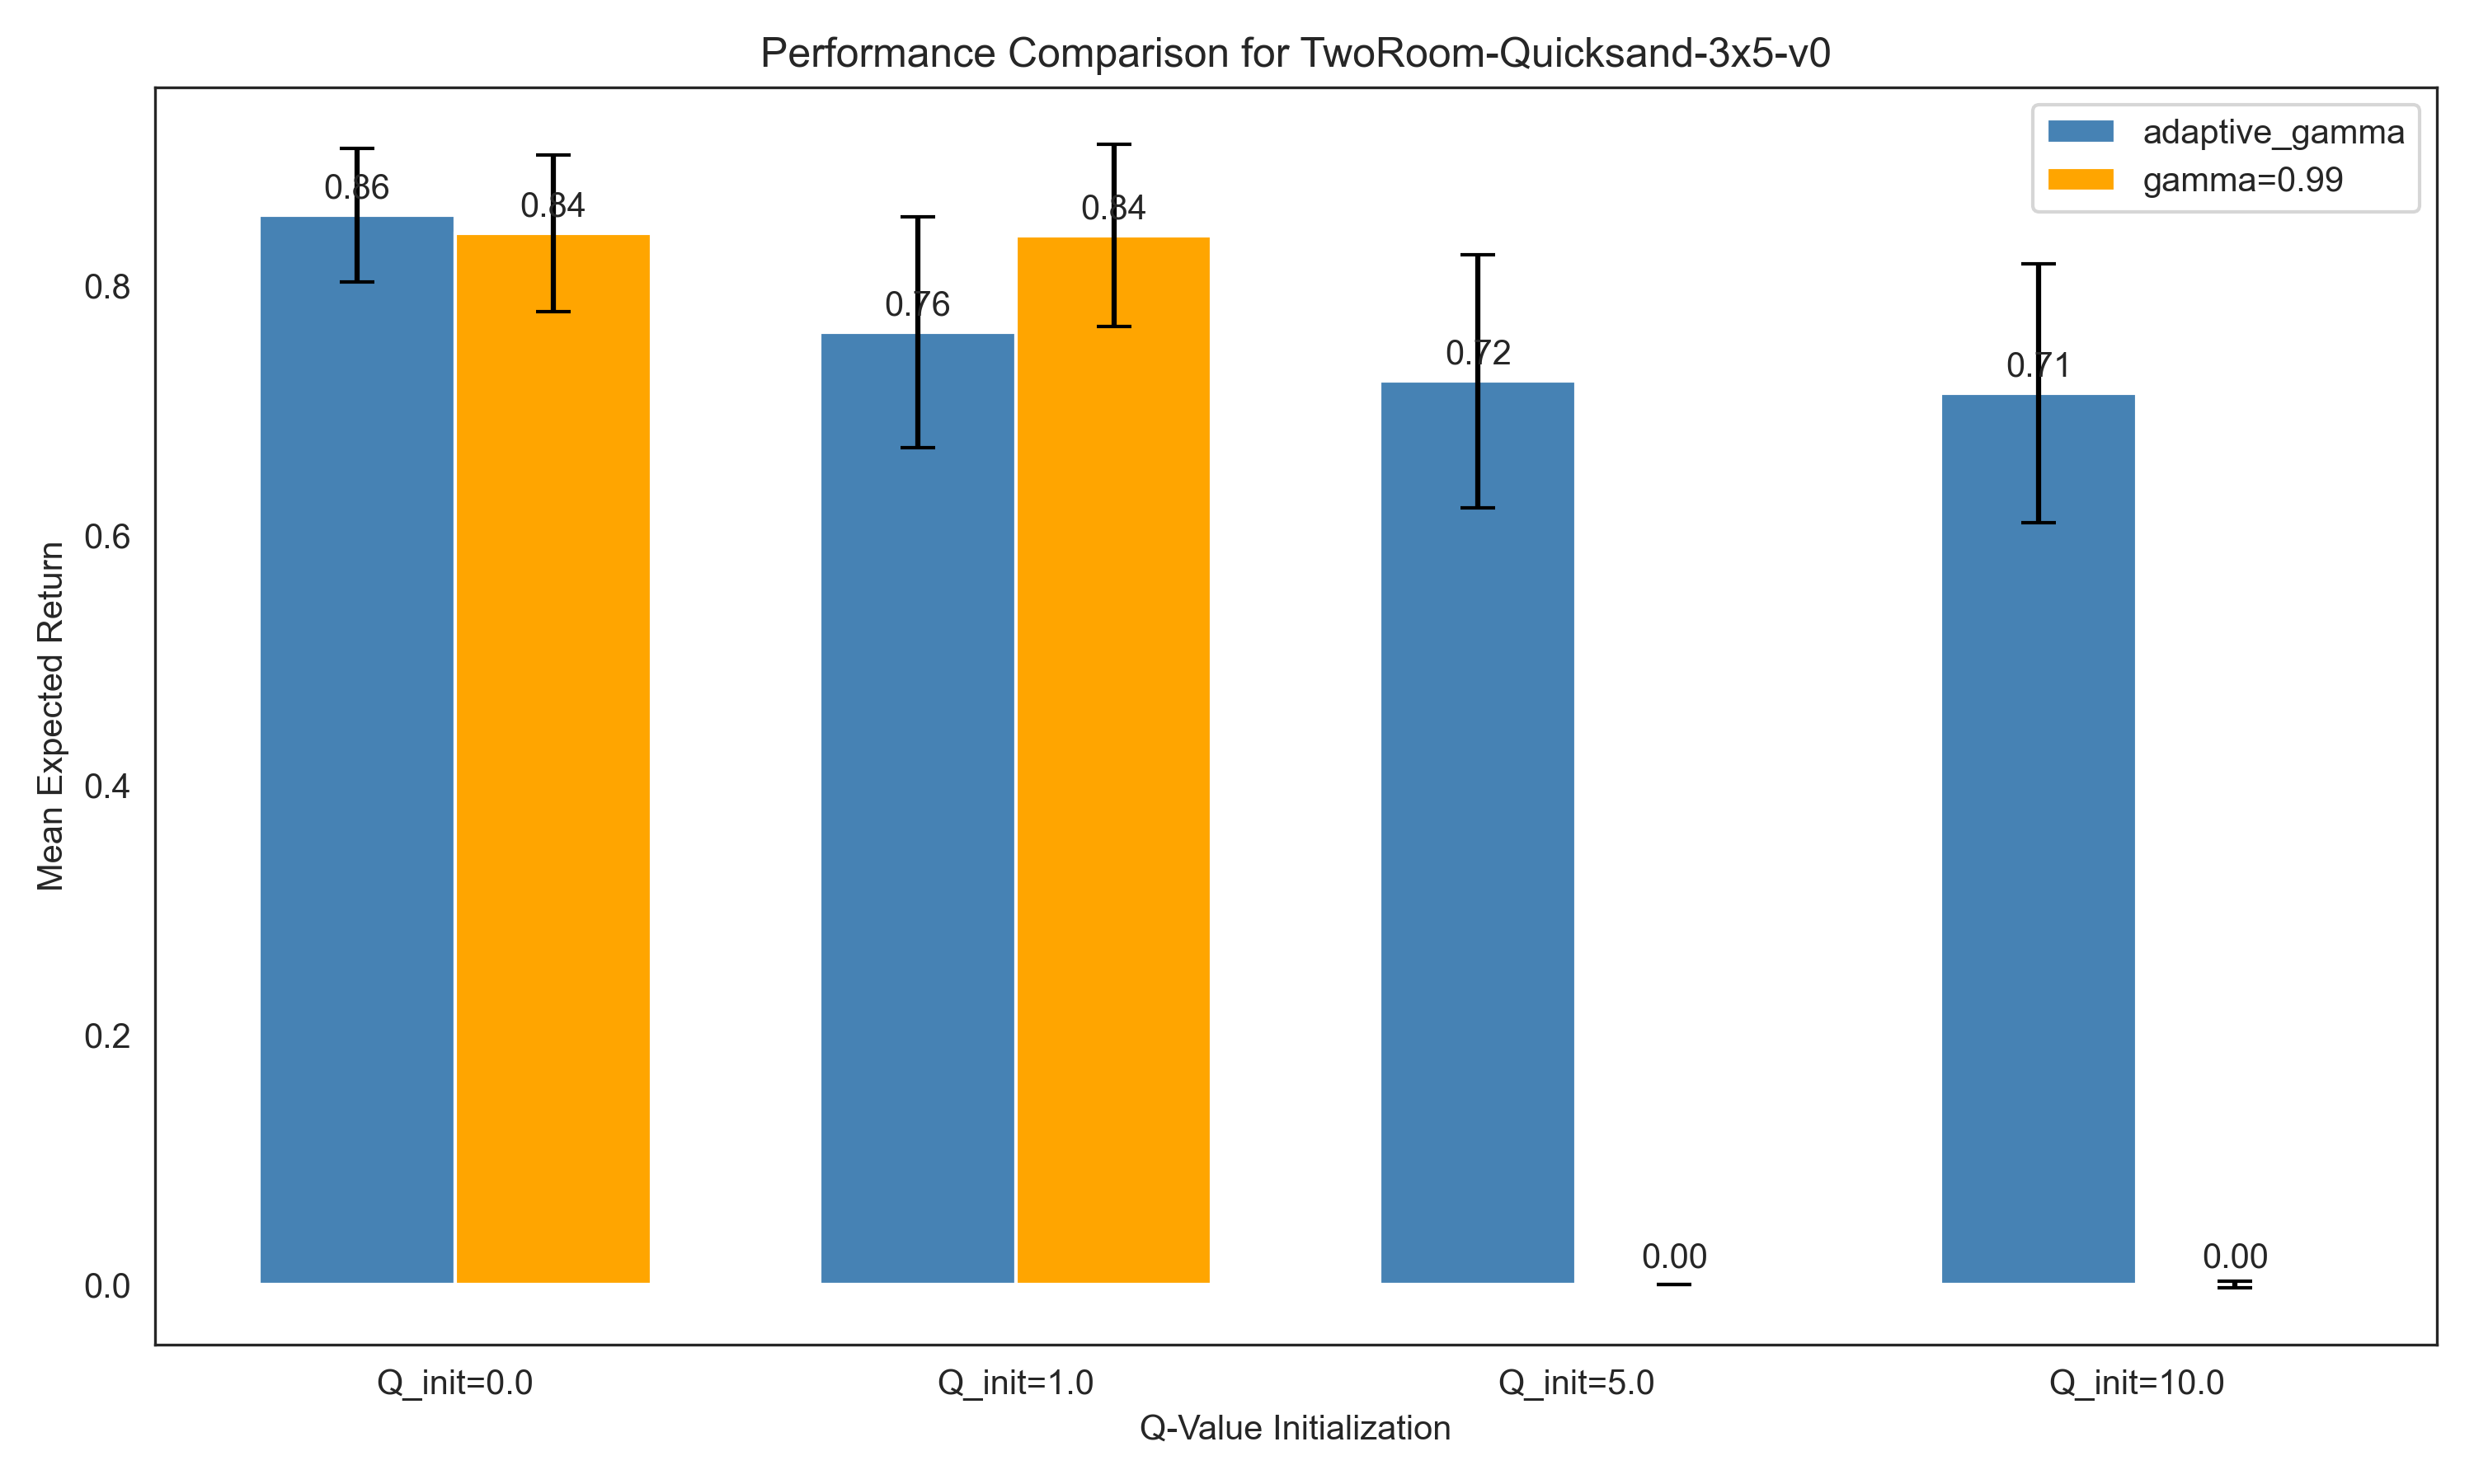 Performance Comparison for TwoRoom-Quicksand-3x5-v0
adaptive_gamma
gamma=0.99
Mean Expected Return
0.8
0.6
0.4
0.2
0.0
0.86
0.84
0.76
0.84
0.72
0.00
0.71
0.00
Q_init=0.0
Q_init=1.0
Q_init=5.0
Q_init=10.0
Q-Value Initialization